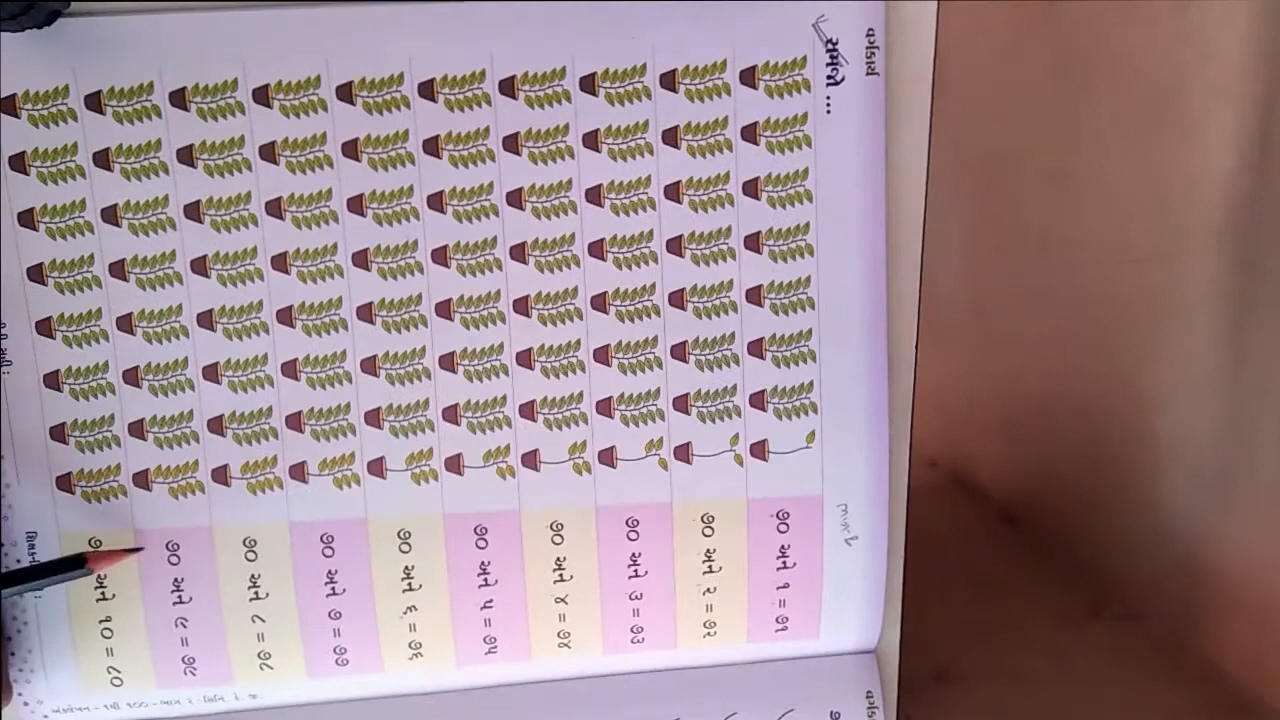 સમજો ...
૭૦ અને ૧ = ૭૧
૭૦ અને ૨ = ૭૨
૭૦ અને ૩ = ૭૩
૭૦ અને ૪ = ૭૪
૭૦ અને ૫ = ૭૫
૭૦ અને ૬ = ૭૬
૭૦ અને ૭ = ૭૭
૭૦ અને ૮ = ૭૮
૭૦ અને ૯ = ૭૯
અને ૧૦ = ૮૦